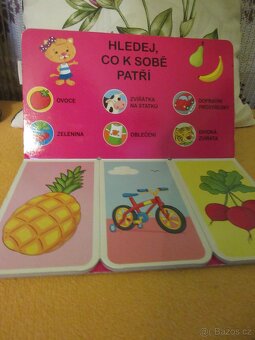 HLEDEJ,
CO K SOBĚ
PATŘÍ
OVOCE
ZVÍŘÁTKA
NA STATKU
DOPRAVNÍ
PROSTŘEDKY
ZELENINA
OBLEČENÍ
DIVOKÁ
ZVÍŘATA
Bazos.cz